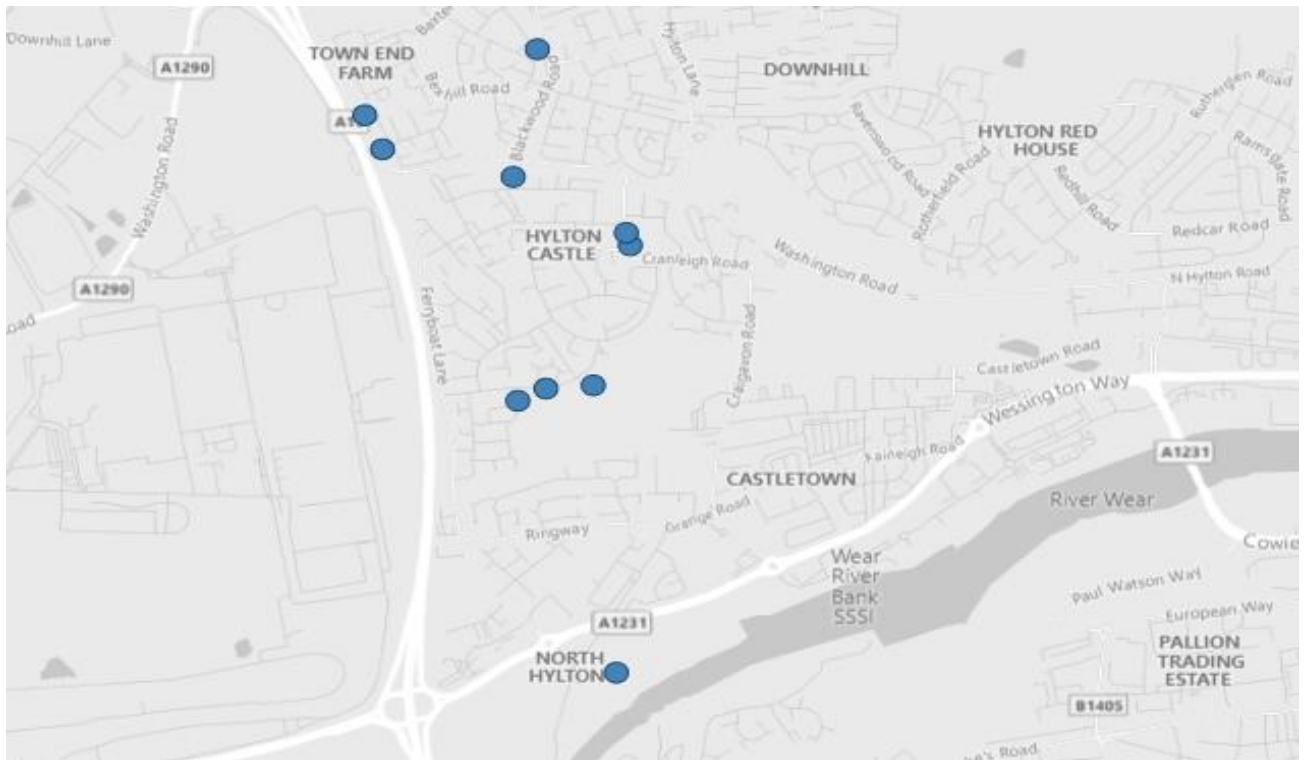 Downhill Lane
A1290
TOWN END
FARM
Hylton Lane
DOWNHILL
Road
Blackwood Road
Washington Road
Ravenswood Road
Rotherfield Road
HYLTON RED
HOUSE
Rutherglen Road
Ramsgate Road
Redhill Road
Redcar Road
HYLTON
CASTLE
Cranleigh Road
Washington Road
N Hylton Road
A1290
Ferryboat Lane
Craigavon Road
Castletown Road
Wessington Way
CASTLETOWN
A1231
River Wear
Ringway
Grange Road
Wear
River
Bank
SSSI
Paul Watson Way
European Way
A1231
NORTH
HYLTON
PALLION
TRADING
ESTATE
B1405
Road